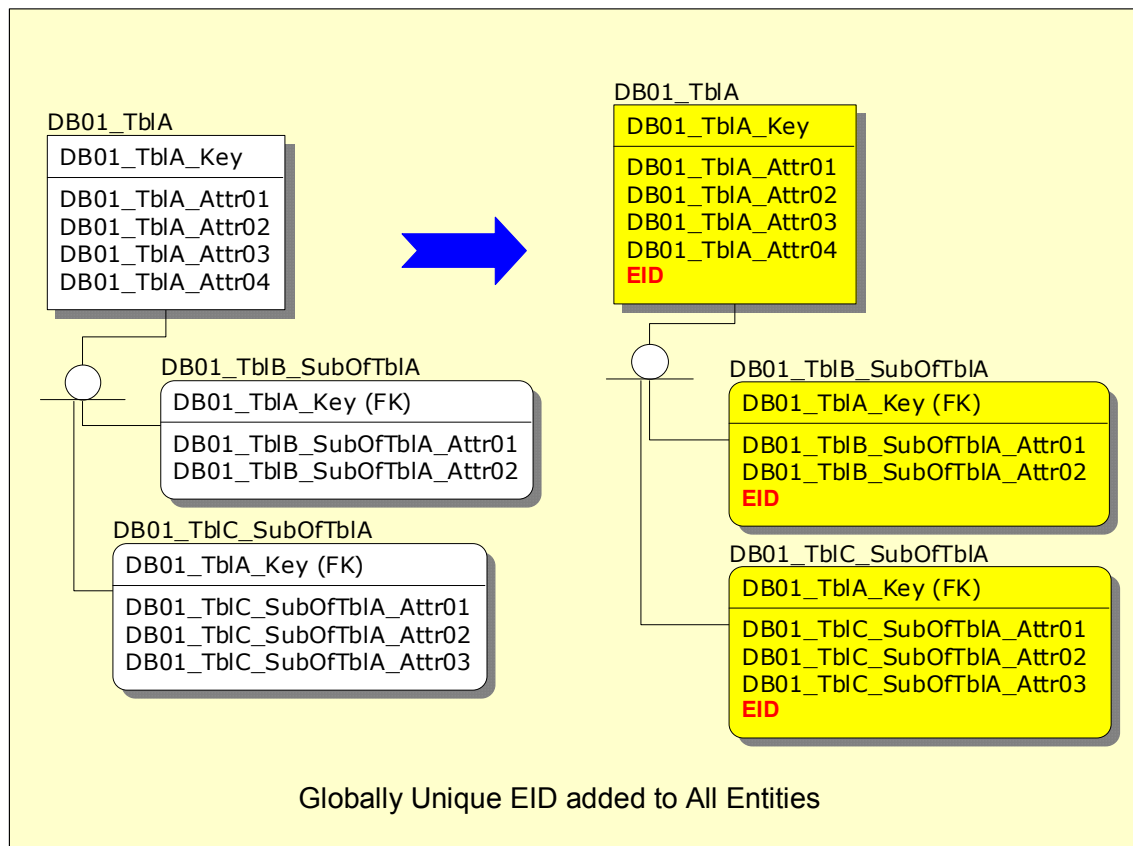 DB01_TblA
DB01_TblA_Key
DB01_TblA_Attr01
DB01_TblA_Attr02
DB01_TblA_Attr03
DB01_TblA_Attr04
DB01_TblB_SubOfTblA
DB01_TblA_Key (FK)
DB01_TblB_SubOfTblA_Attr01
DB01_TblB_SubOfTblA_Attr02
DB01_TblC_SubOfTblA
DB01_TblA_Key (FK)
DB01_TblC_SubOfTblA_Attr01
DB01_TblC_SubOfTblA_Attr02
DB01_TblC_SubOfTblA_Attr03
DB01_TblA
DB01_TblA_Key
DB01_TblA_Attr01
DB01_TblA_Attr02
DB01_TblA_Attr03
DB01_TblA_Attr04
EID
DB01_TblB_SubOfTblA
DB01_TblA_Key (FK)
DB01_TblB_SubOfTblA_Attr01
DB01_TblB_SubOfTblA_Attr02
EID
DB01_TblC_SubOfTblA
DB01_TblA_Key (FK)
DB01_TblC_SubOfTblA_Attr01
DB01_TblC_SubOfTblA_Attr02
DB01_TblC_SubOfTblA_Attr03
EID
Globally Unique EID added to All Entities